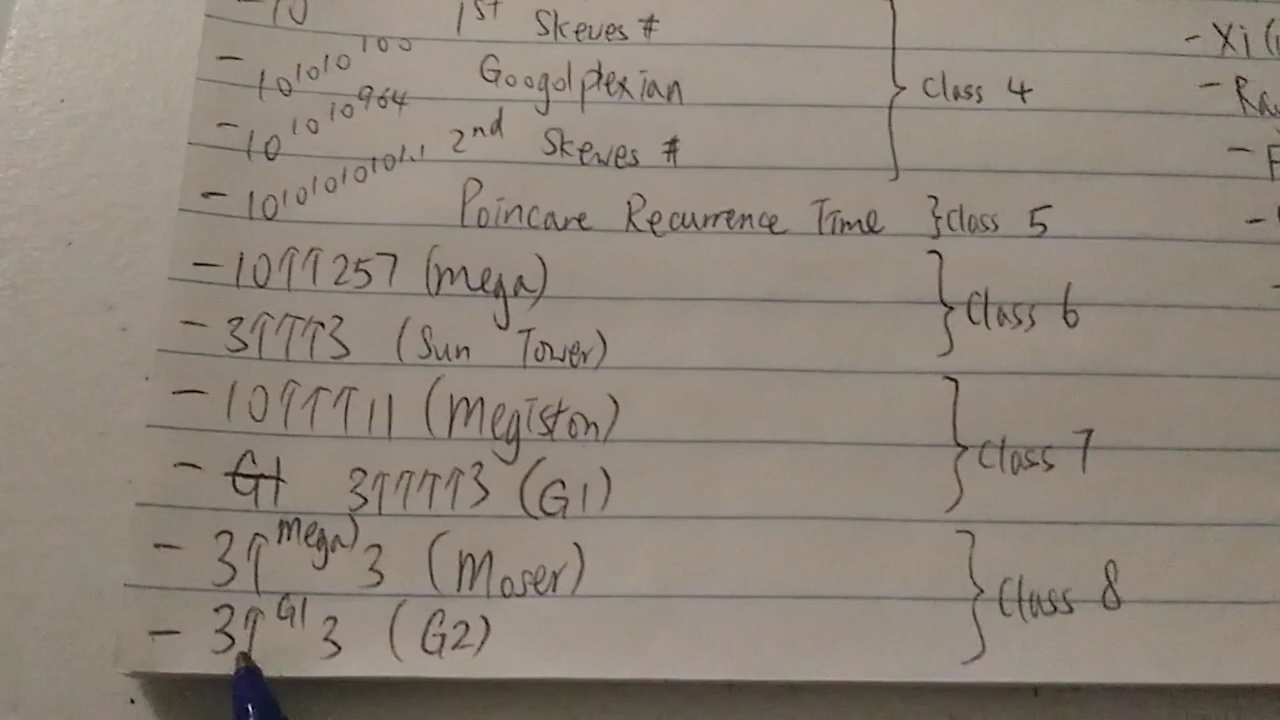 -10 1st Skewes #
- 10^10^10^100 Googolplexian
- 10^10^10^964 2nd Skewes # } Class 4
- 10^10^10^10^10^1.1 Poincare Recurrence Time } Class 5
- 10↑↑257 (mega)
- 3↑↑↑3 (Sun Tower) } Class 6
- 10↑↑↑11 (Megiston)
- G1 3↑↑↑↑3 (G1) } Class 7
- 3↑^mega) 3 (Moser)
- 3↑^G1 3 (G2) } Class 8
- Xi